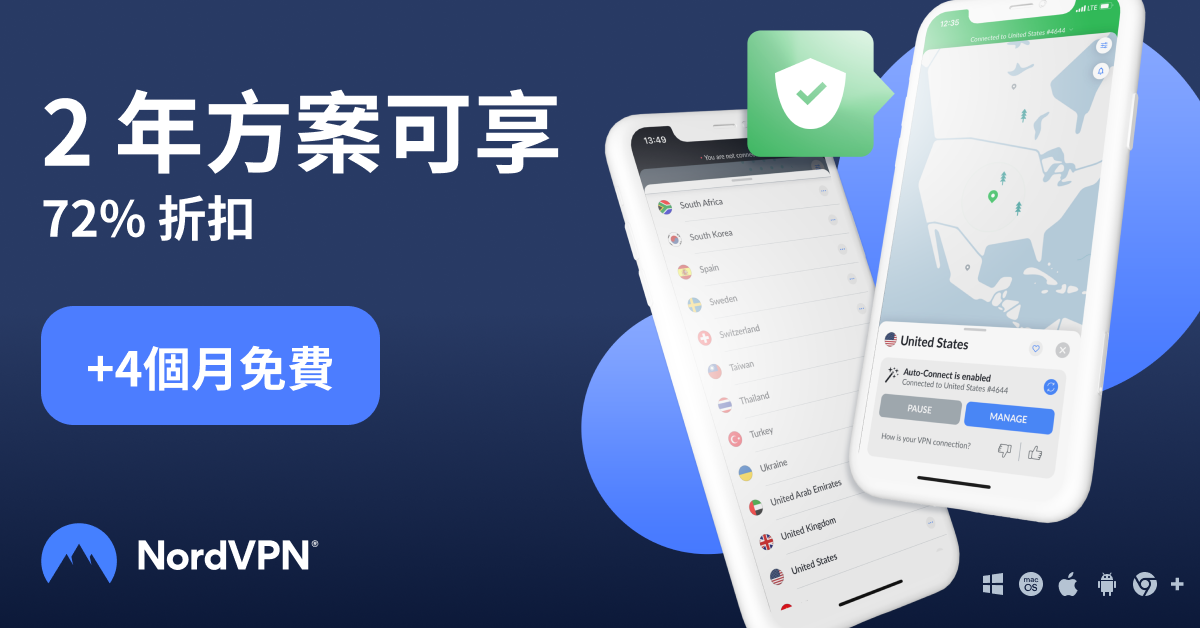 2 年方案可享
72% 折扣
+4個月免費
NordVPN®
13:49
South Africa
South Korea
Spain
Sweden
Switzerland
Taiwan
Thailand
Turkey
Ukraine
United Arab Emirates
United Kingdom
United States
12:35
LTE
Connected to United States #4644
United States
Auto-Connect is enabled
Connected to United States #4644
PAUSE
MANAGE
How is your VPN connection?
mac
OS
+